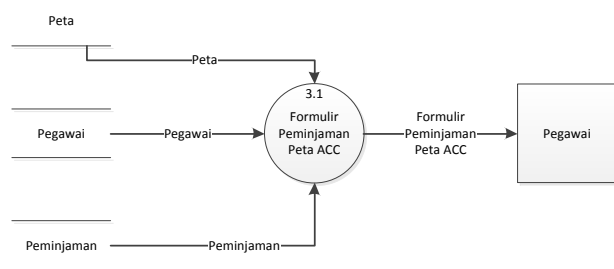 Peta
Peta
3.1
Formulir
Peminjaman
Peta ACC
Pegawai
Pegawai
Formulir
Peminjaman
Peta ACC
Pegawai
Peminjaman
Peminjaman